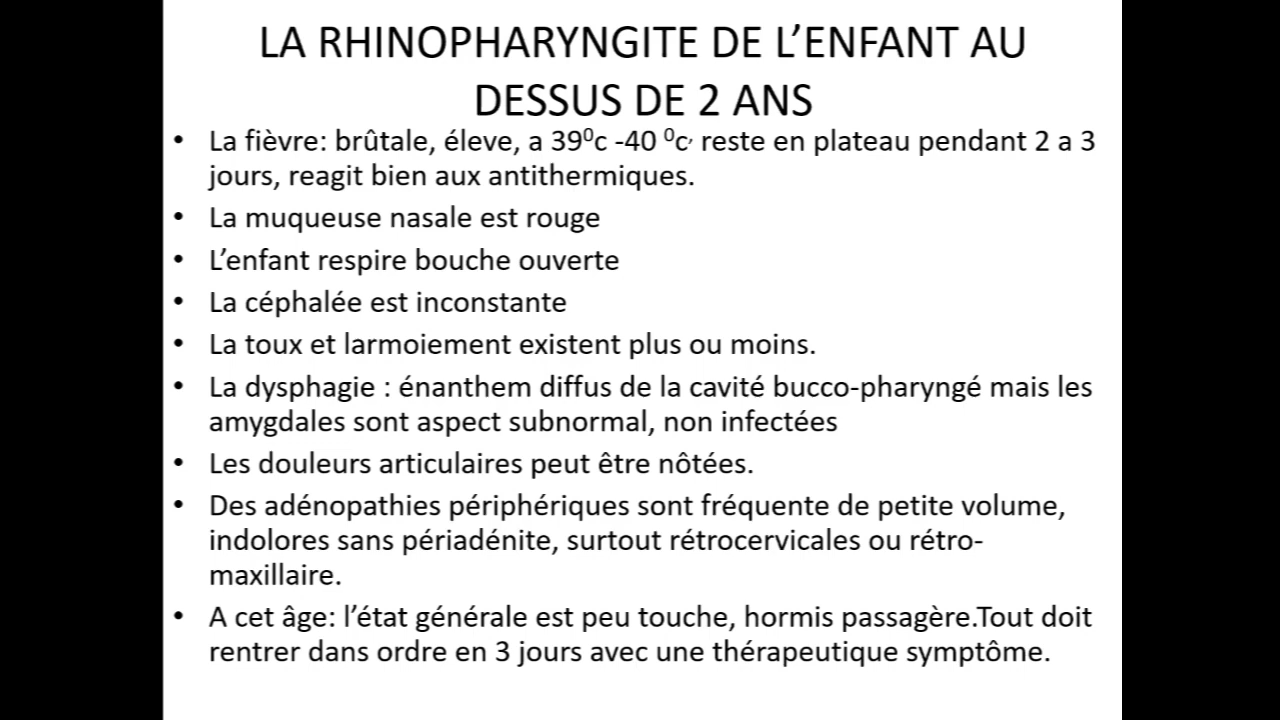 LA RHINOPHARYNGITE DE L’ENFANT AU
DESSUS DE 2 ANS
• La fièvre: brûtale, éleve, a 39⁰c -40 ⁰c, reste en plateau pendant 2 a 3
jours, reagit bien aux antithermiques.
• La muqueuse nasale est rouge
• L’enfant respire bouche ouverte
• La céphalée est inconstante
• La toux et larmoiement existent plus ou moins.
• La dysphagie : énanthem diffus de la cavité bucco-pharyngé mais les
amygdales sont aspect subnormal, non infectées
• Les douleurs articulaires peut être nôtées.
• Des adénopathies périphériques sont fréquente de petite volume,
indolores sans périadénite, surtout rétrocervicales ou rétro-
maxillaire.
• A cet âge: l’état générale est peu touche, hormis passagère.Tout doit
rentrer dans ordre en 3 jours avec une thérapeutique symptôme.